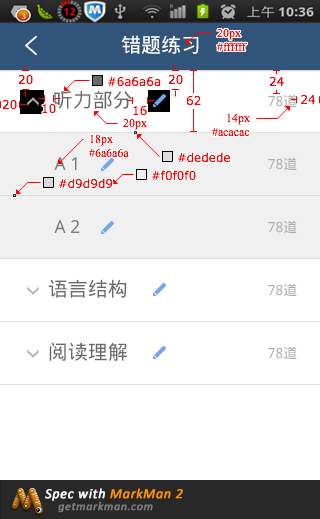 3
12
上午 10:36
错题练习
20px
#ffffff
20
#6a6a6a
20
24
020
10
听力部分
16
62
78道
24
20px
14px
#acacac
18px
#6a6a6a
#dedede
A 1
78道
#d9d9d9
#f0f0f0
A 2
78道
语言结构
78道
阅读理解
78道
Spec with MarkMan 2
getmarkman.com